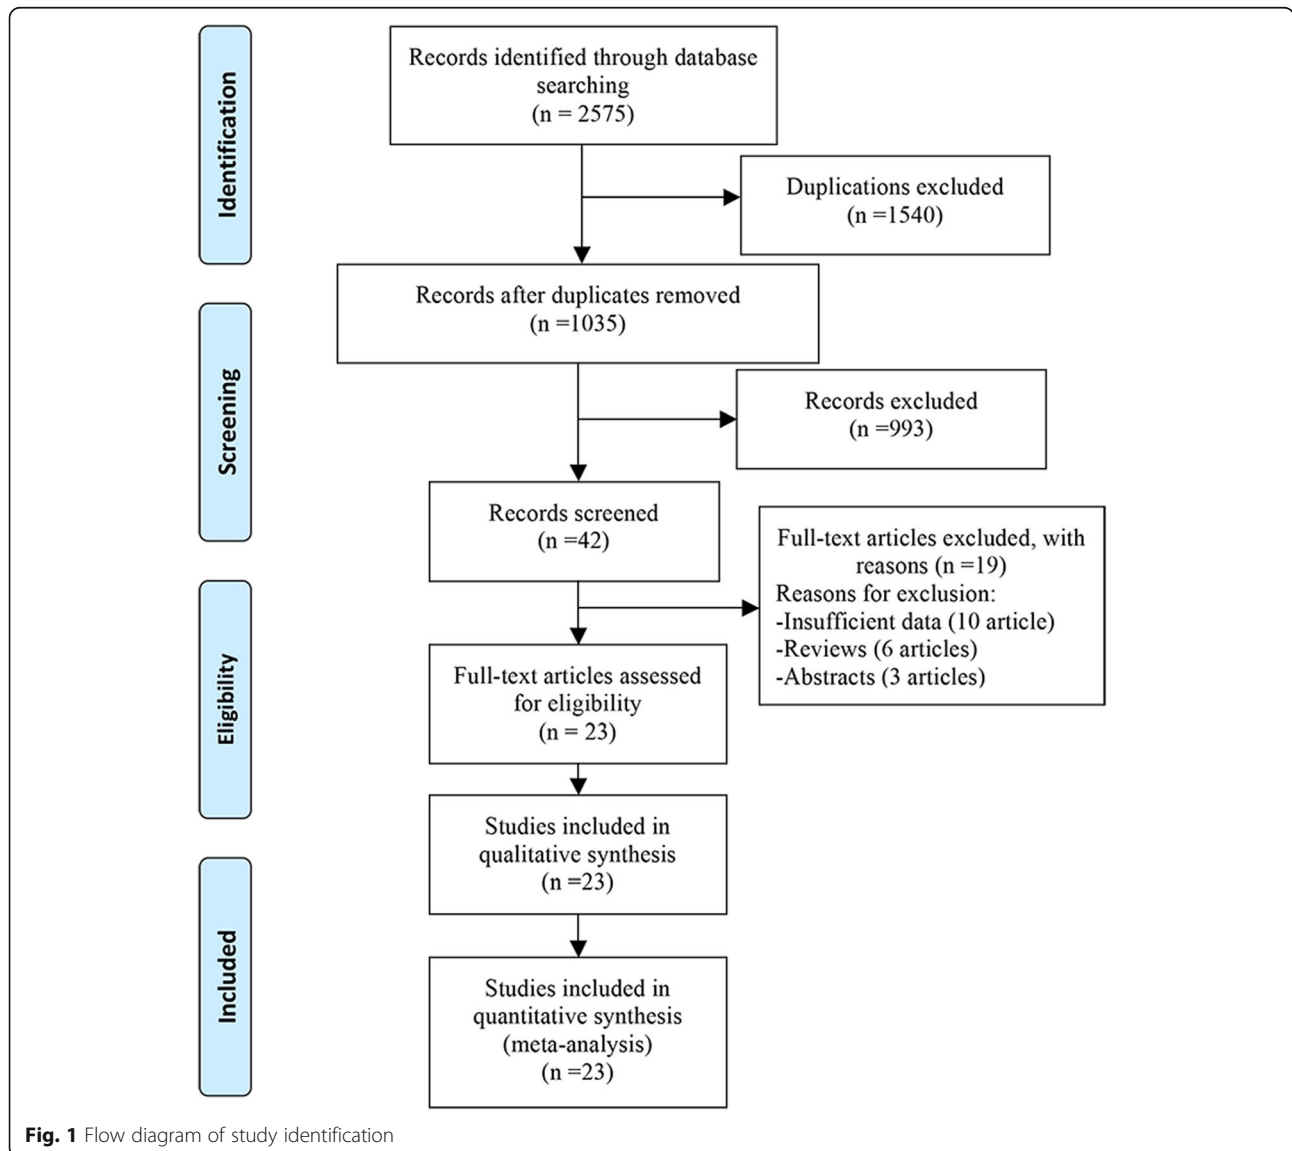 Identification
Records identified through database
searching
(n = 2575)
Duplications excluded
(n =1540)
Records after duplicates removed
(n =1035)
Screening
Records excluded
(n =993)
Records screened
(n =42)
Full-text articles excluded, with
reasons (n =19)
Reasons for exclusion:
-Insufficient data (10 article)
-Reviews (6 articles)
-Abstracts (3 articles)
Eligibility
Full-text articles assessed
for eligibility
(n = 23)
Studies included in
qualitative synthesis
(n =23)
Included
Studies included in
quantitative synthesis
(meta-analysis)
(n =23)
Fig. 1 Flow diagram of study identification